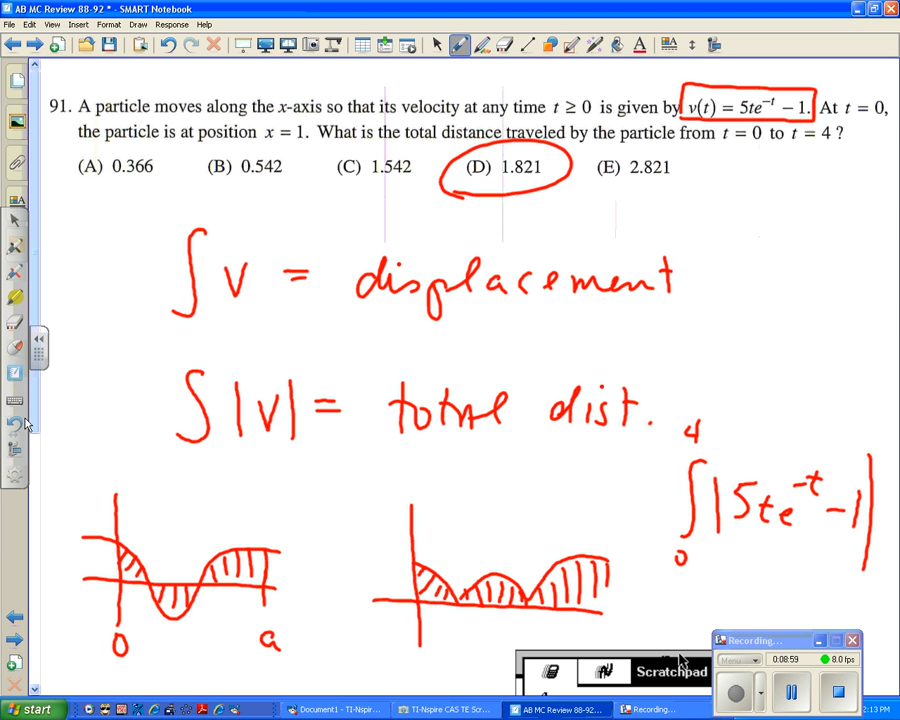 AB MC Review 88-92 * - SMART Notebook
File Edit View Insert Format Draw Response Help
91. A particle moves along the x-axis so that its velocity at any time t ≥ 0 is given by v(t) = 5te⁻ᵗ − 1. At t = 0,
the particle is at position x = 1. What is the total distance traveled by the particle from t = 0 to t = 4 ?
(A) 0.366 (B) 0.542 (C) 1.542 (D) 1.821 (E) 2.821
∫ v = displacement
∫ |v| = total dist.
4
∫ |5te⁻ᵗ − 1|
0
0 a
Recording...
Menu 0:08:59 8.0 fps
Scratchpad
start Document1 - TI-Nspire... TI-Nspire CAS TE Scr... AB MC Review 88-92... Recording... 2:13 PM